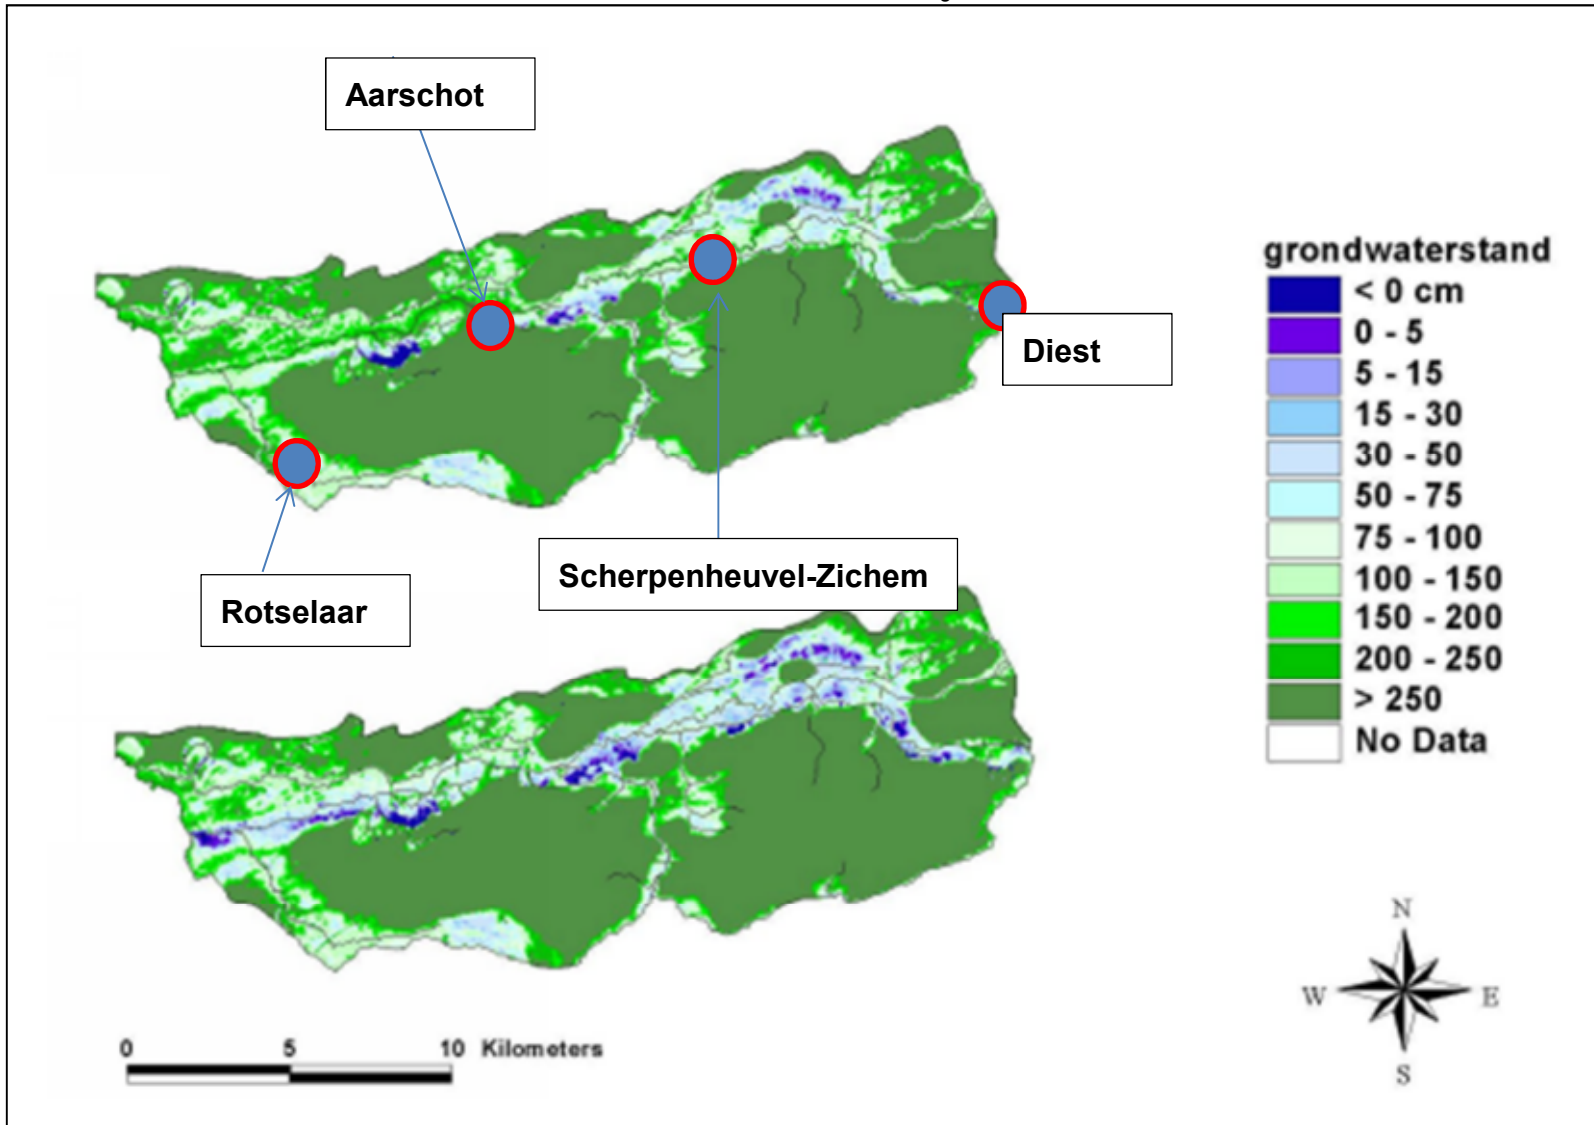 Aarschot
Diest
Scherpenheuvel-Zichem
Rotselaar
grondwaterstand
< 0 cm
0 - 5
5 - 15
15 - 30
30 - 50
50 - 75
75 - 100
100 - 150
150 - 200
200 - 250
> 250
No Data
N
W
E
S
0 5 10 Kilometers